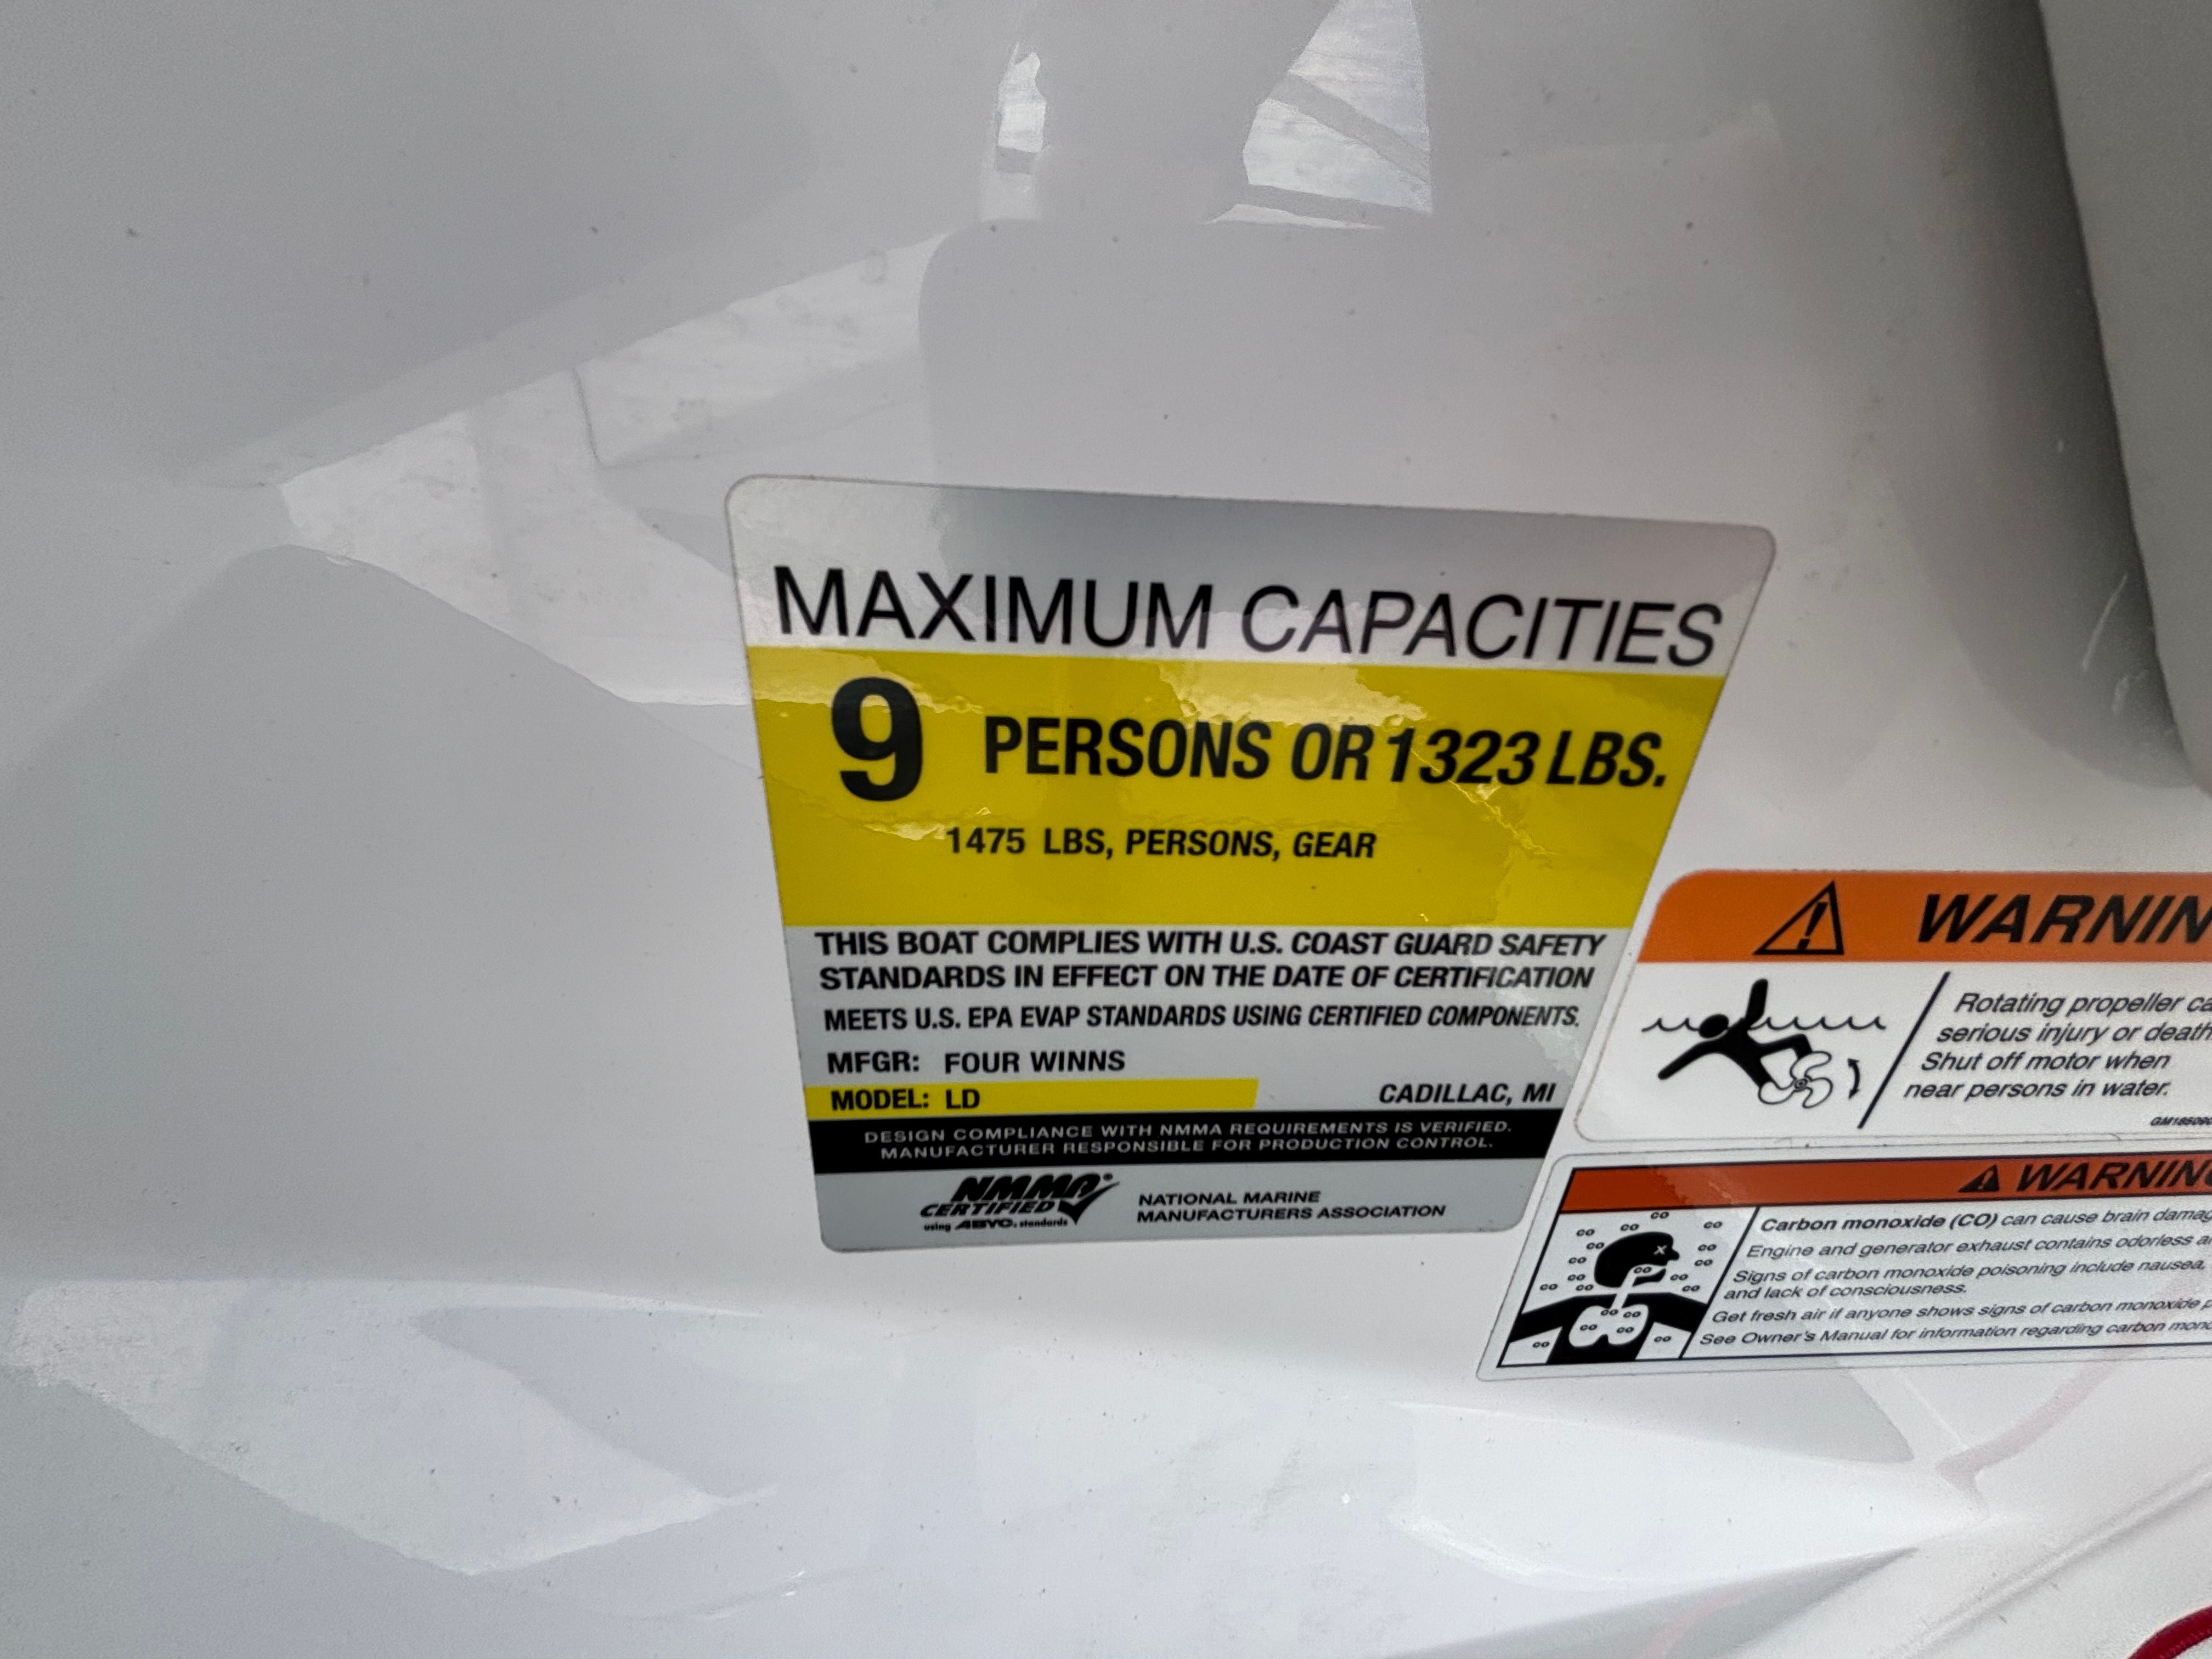 MAXIMUM CAPACITIES
9 PERSONS OR 1323 LBS.
1475 LBS, PERSONS, GEAR
THIS BOAT COMPLIES WITH U.S. COAST GUARD SAFETY
STANDARDS IN EFFECT ON THE DATE OF CERTIFICATION
MEETS U.S. EPA EVAP STANDARDS USING CERTIFIED COMPONENTS.
MFGR: FOUR WINNS
MODEL: LD CADILLAC, MI
DESIGN COMPLIANCE WITH NMMA REQUIREMENTS IS VERIFIED.
MANUFACTURER RESPONSIBLE FOR PRODUCTION CONTROL.
NMMA®
CERTIFIED
using ABYC. standards
NATIONAL MARINE
MANUFACTURERS ASSOCIATION
WARNIN
Rotating propeller ca
serious injury or death
Shut off motor when
near persons in water.
WARNING
Carbon monoxide (CO) can cause brain damag
Engine and generator exhaust contains odorless a
Signs of carbon monoxide poisoning include nausea,
and lack of consciousness.
Get fresh air if anyone shows signs of carbon monoxide p
See Owner's Manual for information regarding carbon mono